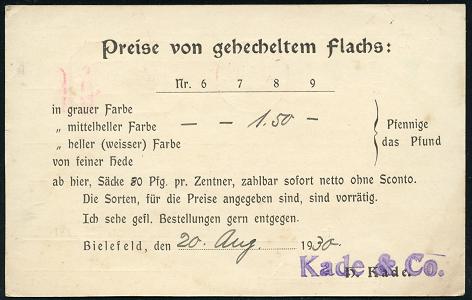 Preise von gehecheltem Flachs:
Nr. 6 7 8 9
in grauer Farbe
„ mittelheller Farbe — — 1.50 — Pfennige
„ heller (weisser) Farbe das Pfund
von feiner Hede
ab hier, Säcke 80 Pfg. pr. Zentner, zahlbar sofort netto ohne Sconto.
Die Sorten, für die Preise angegeben sind, sind vorrätig.
Ich sehe gefl. Bestellungen gern entgegen.
Bielefeld, den 20. Aug. 1930.
Kade & Co.
H. Kade.